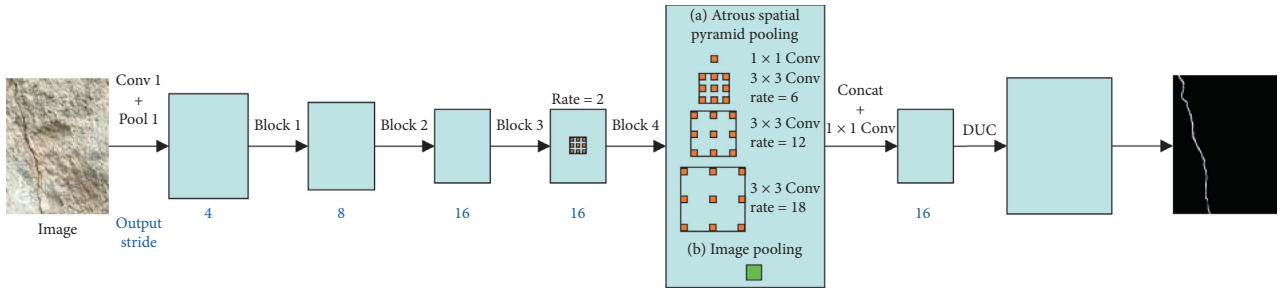 Image
Conv 1
+
Pool 1
Output
stride
4
Block 1
8
Block 2
16
Block 3
Rate = 2
16
Block 4
(a) Atrous spatial
pyramid pooling
1 × 1 Conv
3 × 3 Conv
rate = 6
3 × 3 Conv
rate = 12
3 × 3 Conv
rate = 18
(b) Image pooling
Concat
+
1 × 1 Conv
16
DUC